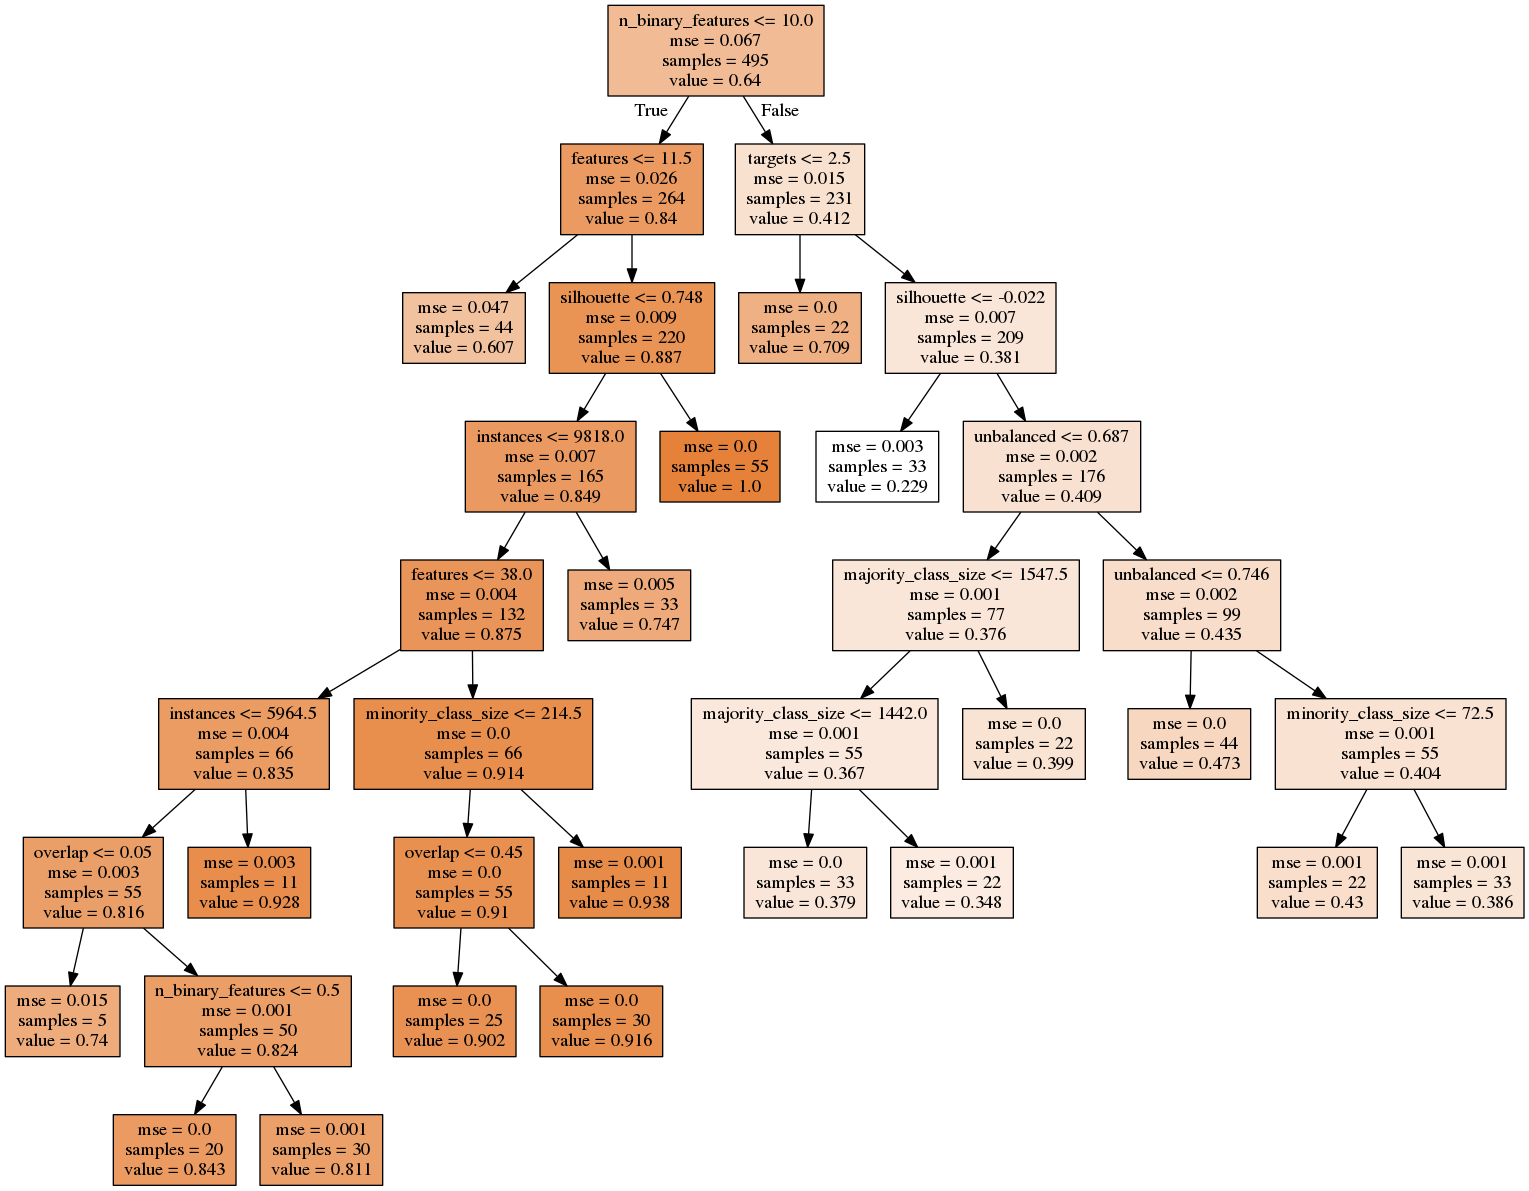 n_binary_features <= 10.0
mse = 0.067
samples = 495
value = 0.64
True
False
features <= 11.5
mse = 0.026
samples = 264
value = 0.84
targets <= 2.5
mse = 0.015
samples = 231
value = 0.412
mse = 0.047
samples = 44
value = 0.607
silhouette <= 0.748
mse = 0.009
samples = 220
value = 0.887
mse = 0.0
samples = 22
value = 0.709
silhouette <= -0.022
mse = 0.007
samples = 209
value = 0.381
instances <= 9818.0
mse = 0.007
samples = 165
value = 0.849
mse = 0.0
samples = 55
value = 1.0
mse = 0.003
samples = 33
value = 0.229
unbalanced <= 0.687
mse = 0.002
samples = 176
value = 0.409
features <= 38.0
mse = 0.004
samples = 132
value = 0.875
mse = 0.005
samples = 33
value = 0.747
majority_class_size <= 1547.5
mse = 0.001
samples = 77
value = 0.376
unbalanced <= 0.746
mse = 0.002
samples = 99
value = 0.435
instances <= 5964.5
mse = 0.004
samples = 66
value = 0.835
minority_class_size <= 214.5
mse = 0.0
samples = 66
value = 0.914
majority_class_size <= 1442.0
mse = 0.001
samples = 55
value = 0.367
mse = 0.0
samples = 22
value = 0.399
mse = 0.0
samples = 44
value = 0.473
minority_class_size <= 72.5
mse = 0.001
samples = 55
value = 0.404
overlap <= 0.05
mse = 0.003
samples = 55
value = 0.816
mse = 0.003
samples = 11
value = 0.928
overlap <= 0.45
mse = 0.0
samples = 55
value = 0.91
mse = 0.001
samples = 11
value = 0.938
mse = 0.0
samples = 33
value = 0.379
mse = 0.001
samples = 22
value = 0.348
mse = 0.001
samples = 22
value = 0.43
mse = 0.001
samples = 33
value = 0.386
mse = 0.015
samples = 5
value = 0.74
n_binary_features <= 0.5
mse = 0.001
samples = 50
value = 0.824
mse = 0.0
samples = 25
value = 0.902
mse = 0.0
samples = 30
value = 0.916
mse = 0.0
samples = 20
value = 0.843
mse = 0.001
samples = 30
value = 0.811